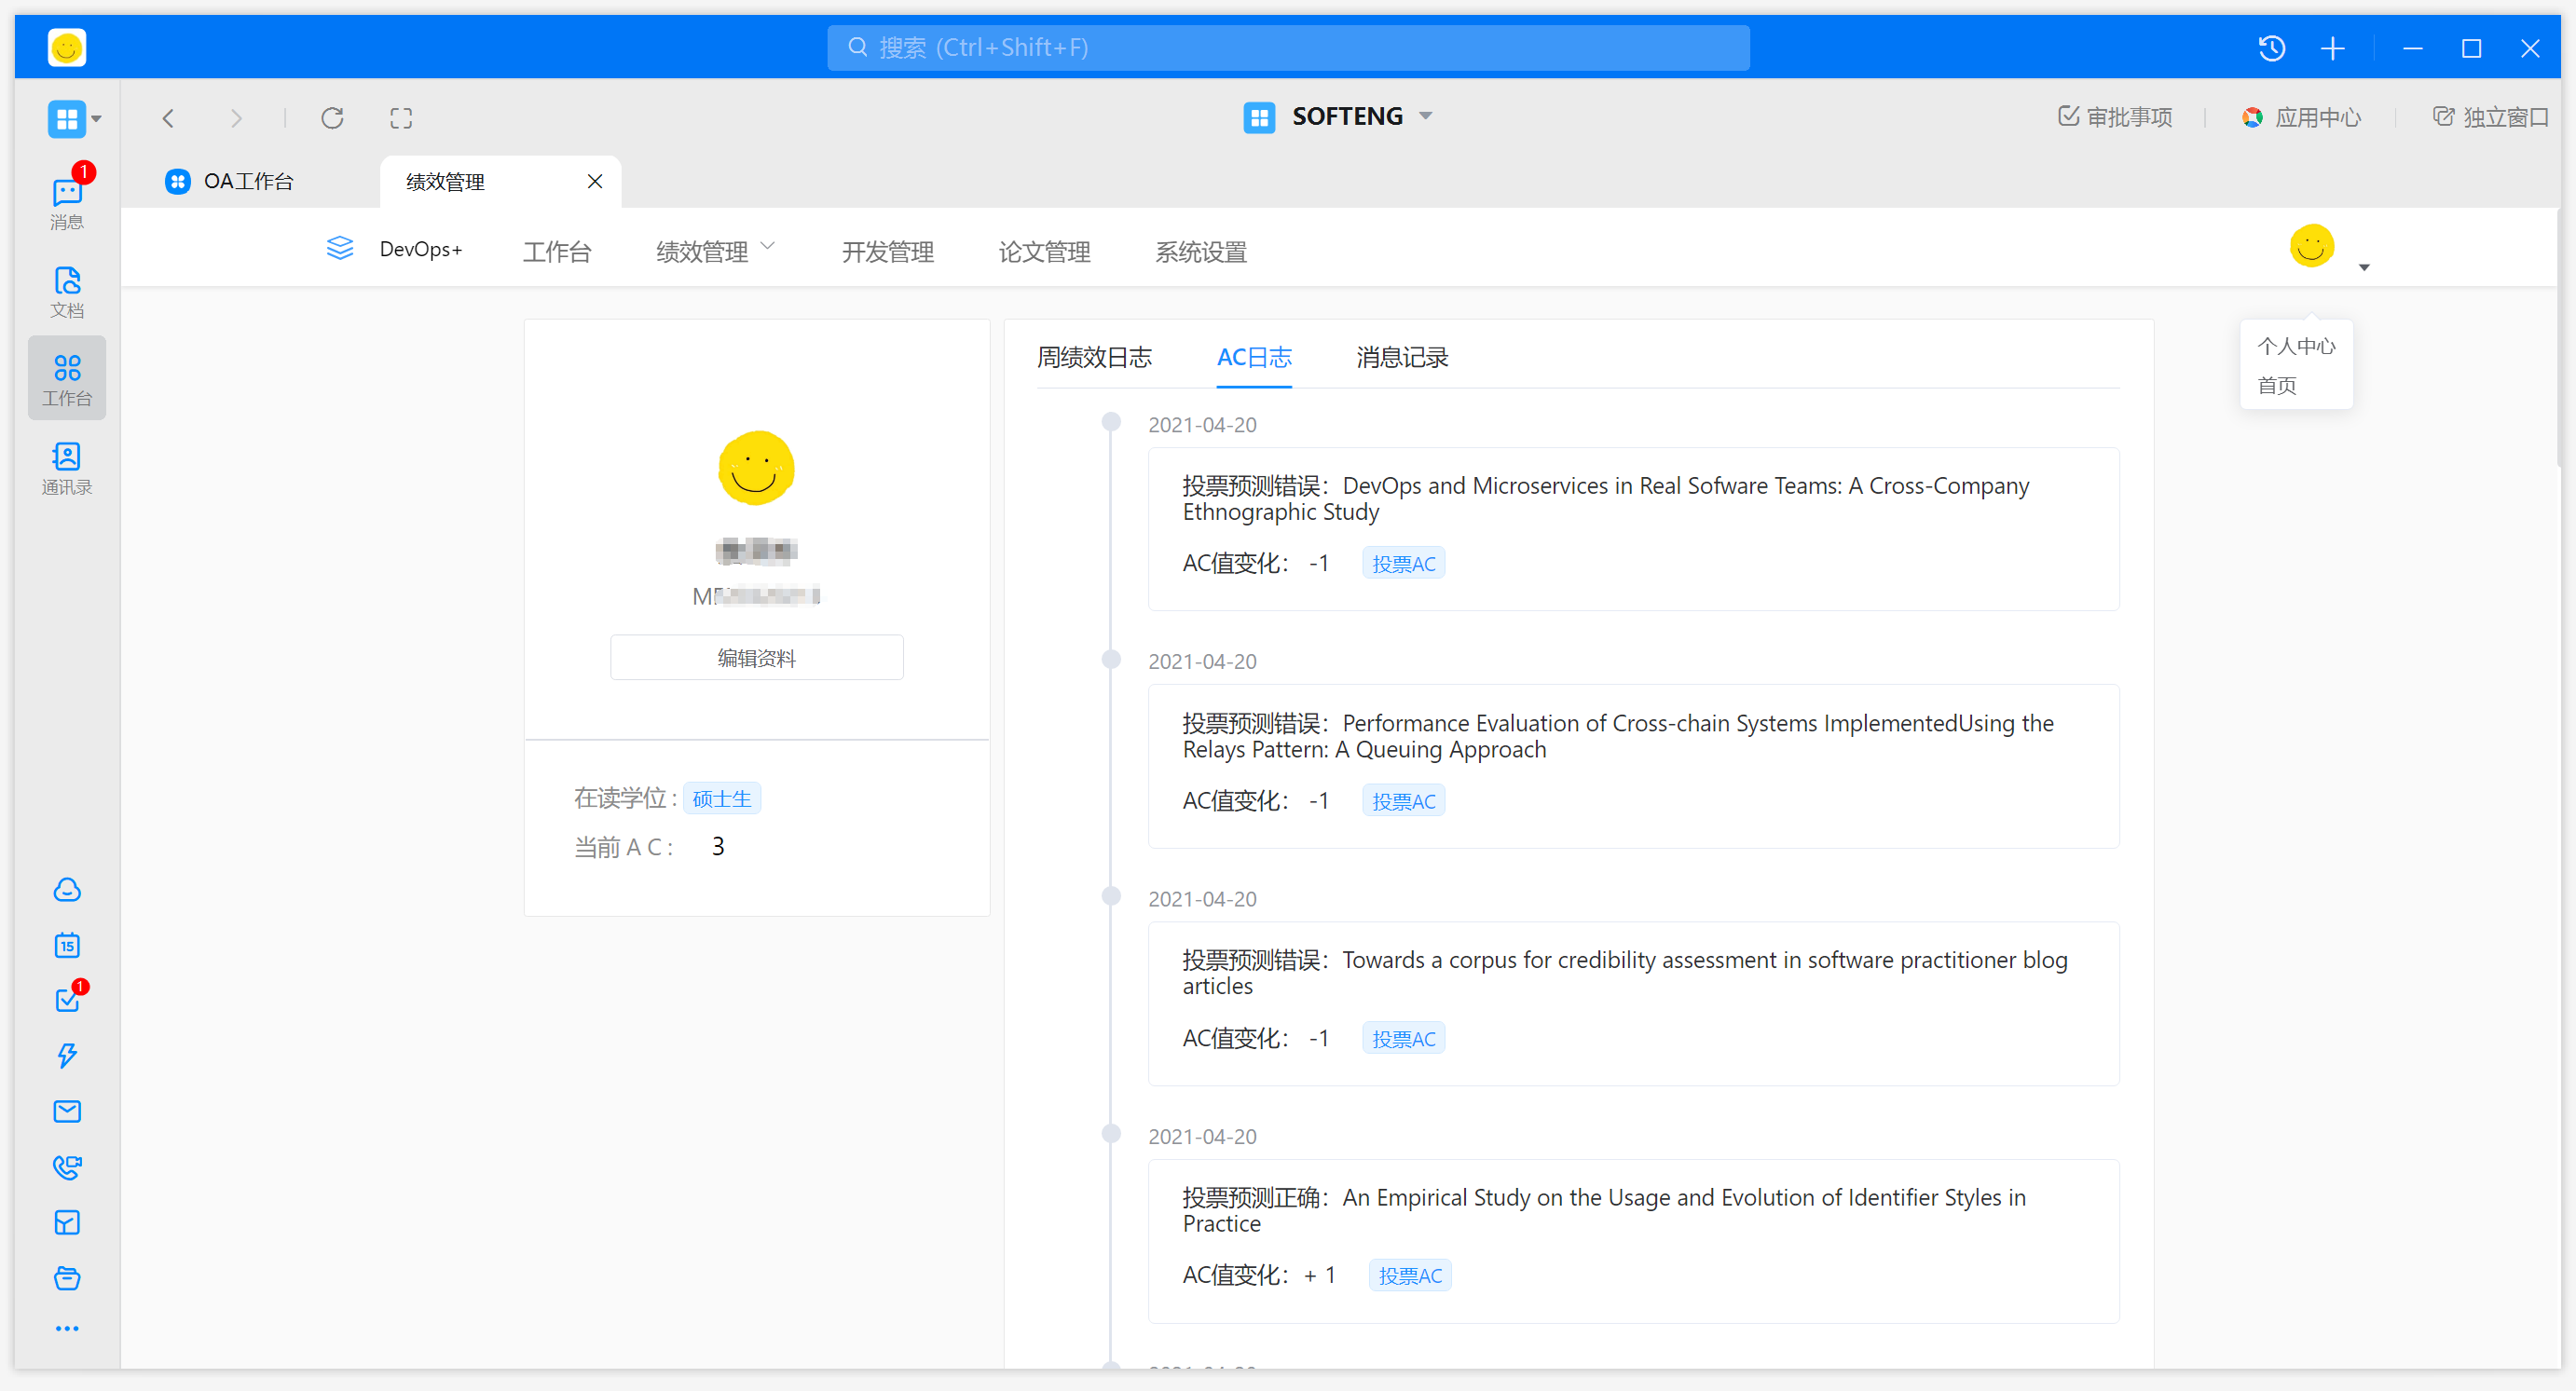 搜索 (Ctrl+Shift+F)
SOFTENG
审批事项
应用中心
独立窗口
1
消息
文档
工作台
通讯录
15
1
OA工作台
绩效管理
DevOps+
工作台
绩效管理
开发管理
论文管理
系统设置
个人中心
首页
编辑资料
在读学位 : 硕士生
当前 A C : 3
周绩效日志
AC日志
消息记录
2021-04-20
投票预测错误：DevOps and Microservices in Real Sofware Teams: A Cross-Company
Ethnographic Study
AC值变化： -1 投票AC
2021-04-20
投票预测错误：Performance Evaluation of Cross-chain Systems ImplementedUsing the
Relays Pattern: A Queuing Approach
AC值变化： -1 投票AC
2021-04-20
投票预测错误：Towards a corpus for credibility assessment in software practitioner blog
articles
AC值变化： -1 投票AC
2021-04-20
投票预测正确：An Empirical Study on the Usage and Evolution of Identifier Styles in
Practice
AC值变化：+ 1 投票AC